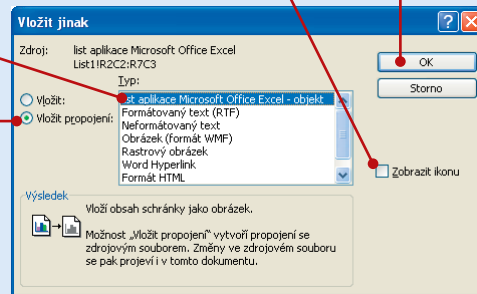 Vložit jinak
Zdroj: list aplikace Microsoft Office Excel
List1!R2C2:R7C3
OK
Storno
Typ:
Vložit:
Vložit propojení:
list aplikace Microsoft Office Excel - objekt
Formátovaný text (RTF)
Neformátovaný text
Obrázek (formát WMF)
Rastrový obrázek
Word Hyperlink
Formát HTML
Zobrazit ikonu
Výsledek
Vloží obsah schránky jako obrázek.
Možnost „Vložit propojení" vytvoří propojení se
zdrojovým souborem. Změny ve zdrojovém souboru
se pak projeví i v tomto dokumentu.